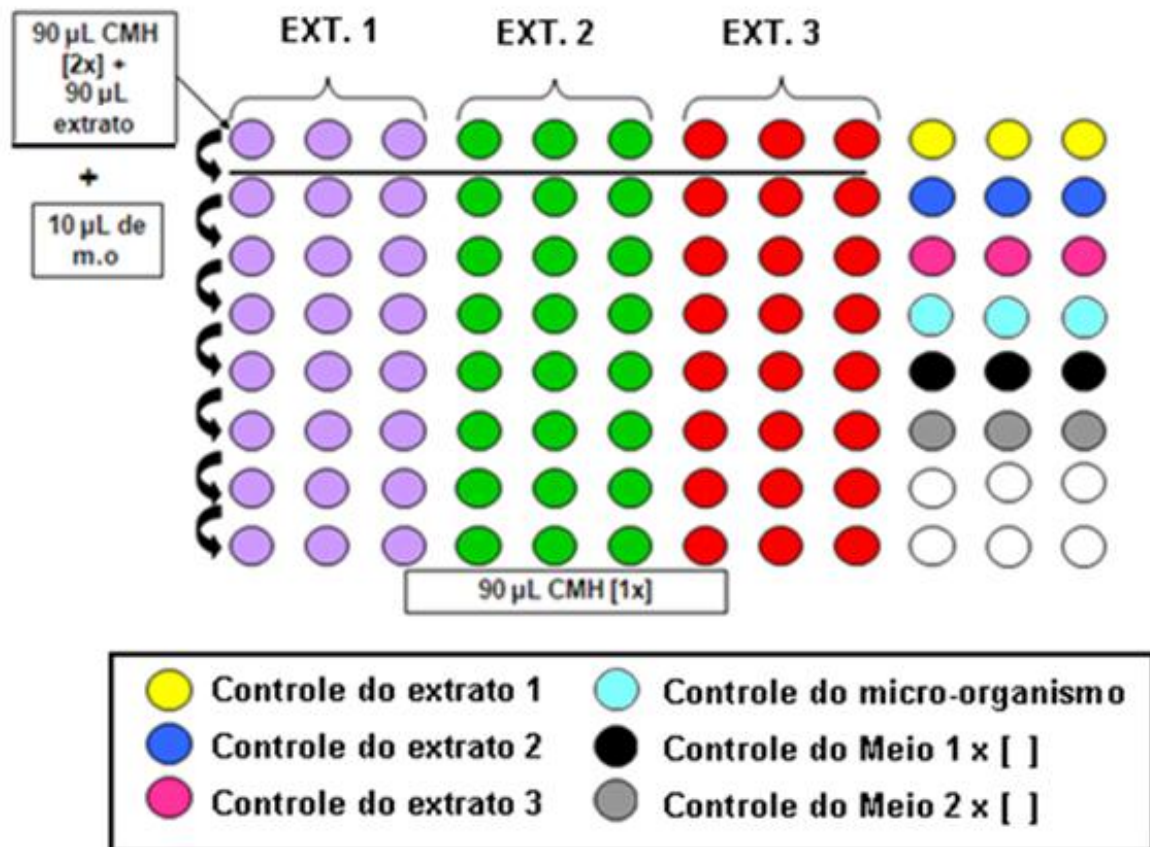 90 µL CMH
[2x] +
90 µL
extrato
+
10 µL de
m.o
EXT. 1
EXT. 2
EXT. 3
90 µL CMH [1x]
Controle do extrato 1
Controle do extrato 2
Controle do extrato 3
Controle do micro-organismo
Controle do Meio 1 x [ ]
Controle do Meio 2 x [ ]